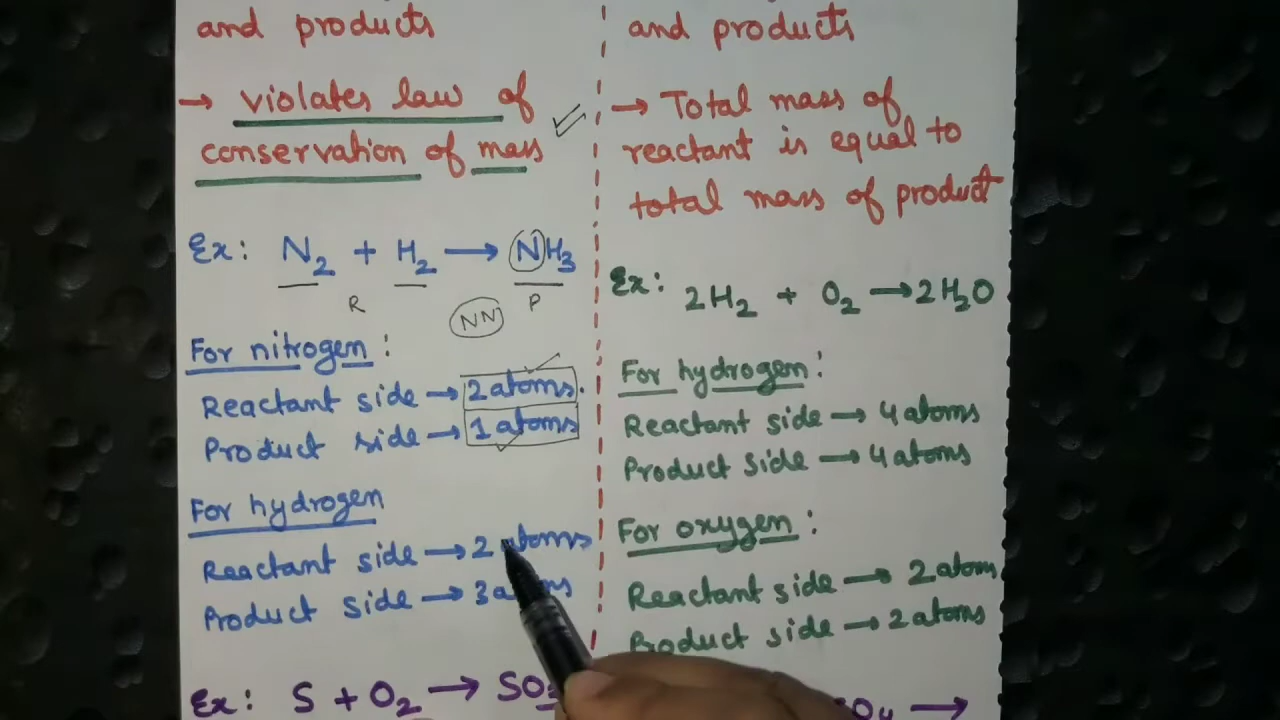 and products
→ violates law of
conservation of mass
Ex: N₂ + H₂ → NH₃
R
NN
P
For nitrogen:
Reactant side → 2 atoms.
Product side → 1 atoms
For hydrogen
Reactant side → 2 atoms
Product side → 3 atoms
Ex: S + O₂ → SO
and products
→ Total mass of
reactant is equal to
total mass of product
Ex: 2H₂ + O₂ → 2H₂O
For hydrogen:
Reactant side → 4 atoms
Product side → 4 atoms
For oxygen:
Reactant side → 2 atom
Product side → 2 atoms
→